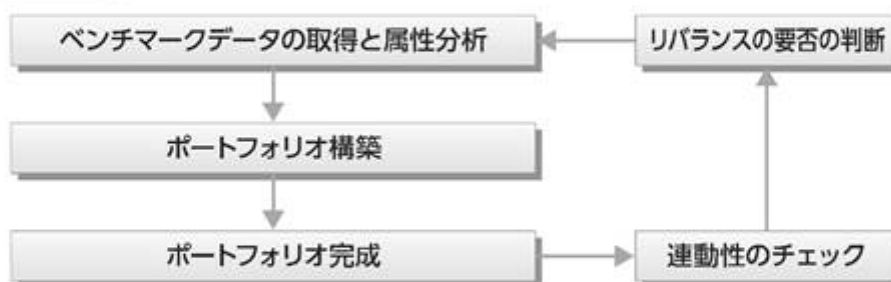 ベンチマークデータの取得と属性分析
リバランスの要否の判断
ポートフォリオ構築
ポートフォリオ完成
連動性のチェック